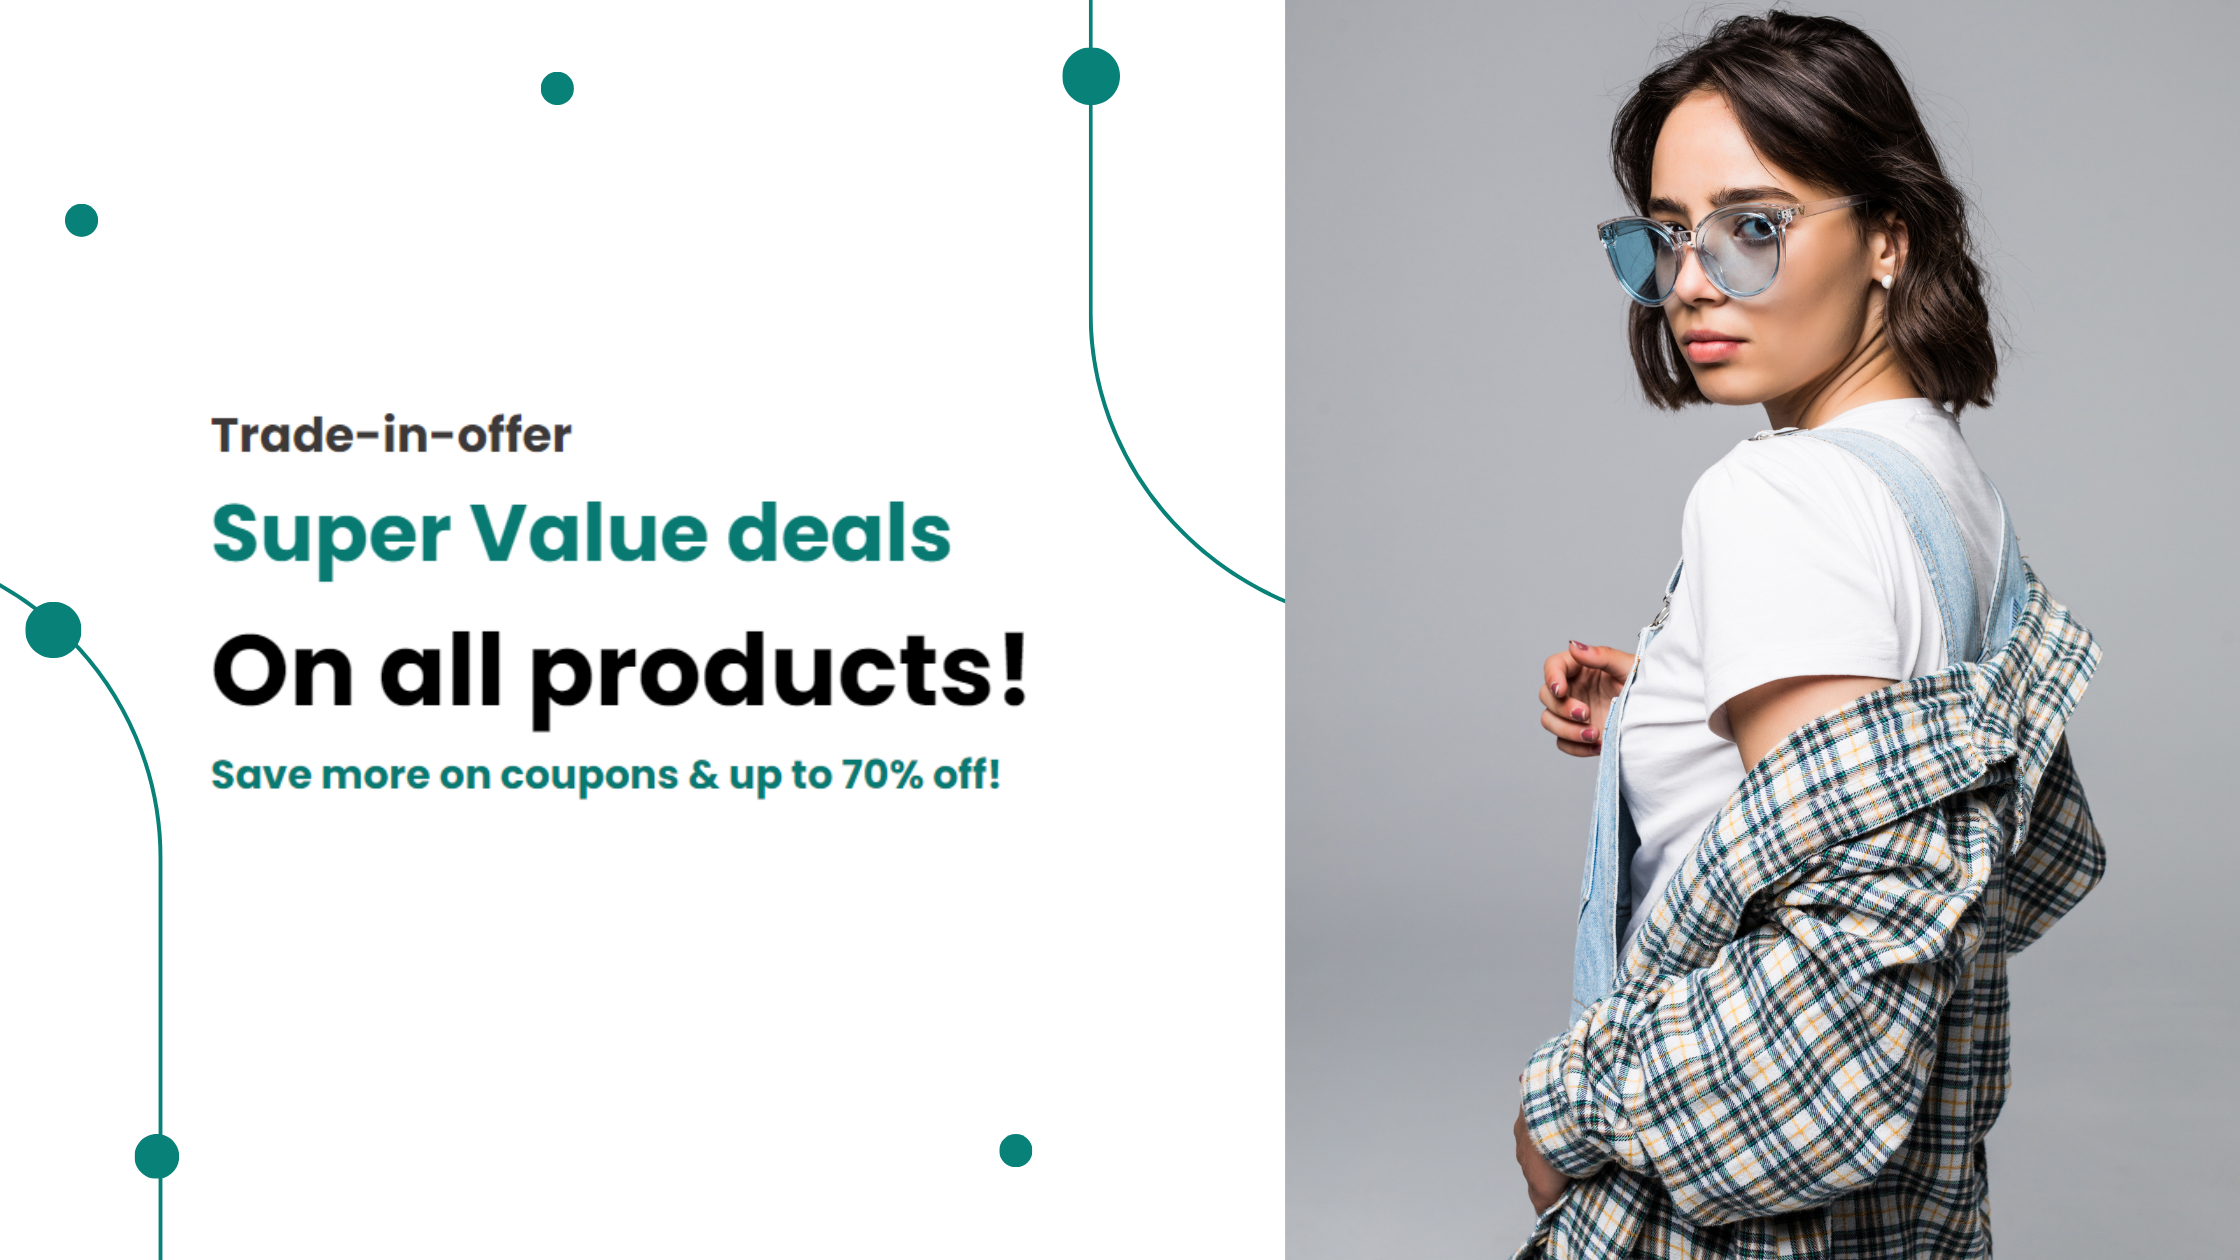 Trade-in-offer
Super Value deals
On all products!
Save more on coupons & up to 70% off!